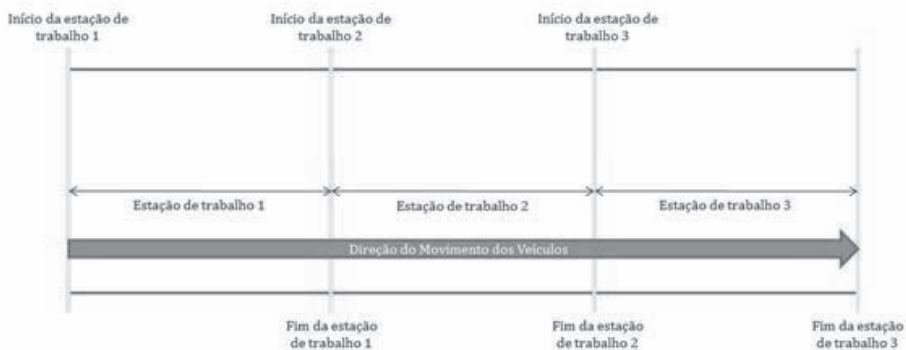 Início da estação de
trabalho 1
Início da estação de
trabalho 2
Início da estação de
trabalho 3
Estação de trabalho 1
Estação de trabalho 2
Estação de trabalho 3
Direção do Movimento dos Veículos
Fim da estação
de trabalho 1
Fim da estação
de trabalho 2
Fim da estação
de trabalho 3